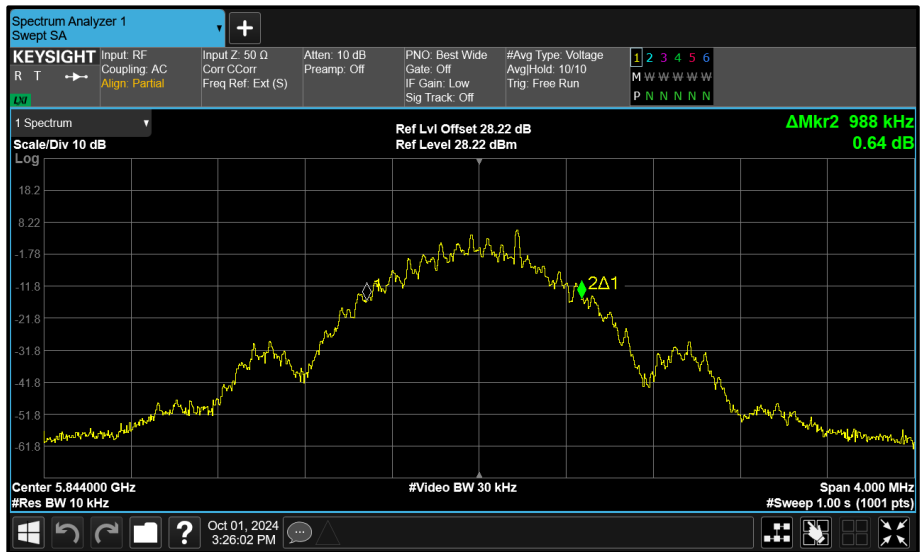 Spectrum Analyzer 1
Swept SA
KEYSIGHT
R T
LXI
Input: RF
Coupling: AC
Align: Partial
Input Z: 50 Ω
Corr CCorr
Freq Ref: Ext (S)
Atten: 10 dB
Preamp: Off
PNO: Best Wide
Gate: Off
IF Gain: Low
Sig Track: Off
#Avg Type: Voltage
Avg|Hold: 10/10
Trig: Free Run
1 2 3 4 5 6
M W W W W W
P N N N N N
1 Spectrum
Scale/Div 10 dB
Log
Ref Lvl Offset 28.22 dB
Ref Level 28.22 dBm
ΔMkr2 988 kHz
0.64 dB
18.2
8.22
-1.78
-11.8
-21.8
-31.8
-41.8
-51.8
-61.8
2Δ1
Center 5.844000 GHz
#Res BW 10 kHz
#Video BW 30 kHz
Span 4.000 MHz
#Sweep 1.00 s (1001 pts)
Oct 01, 2024
3:26:02 PM